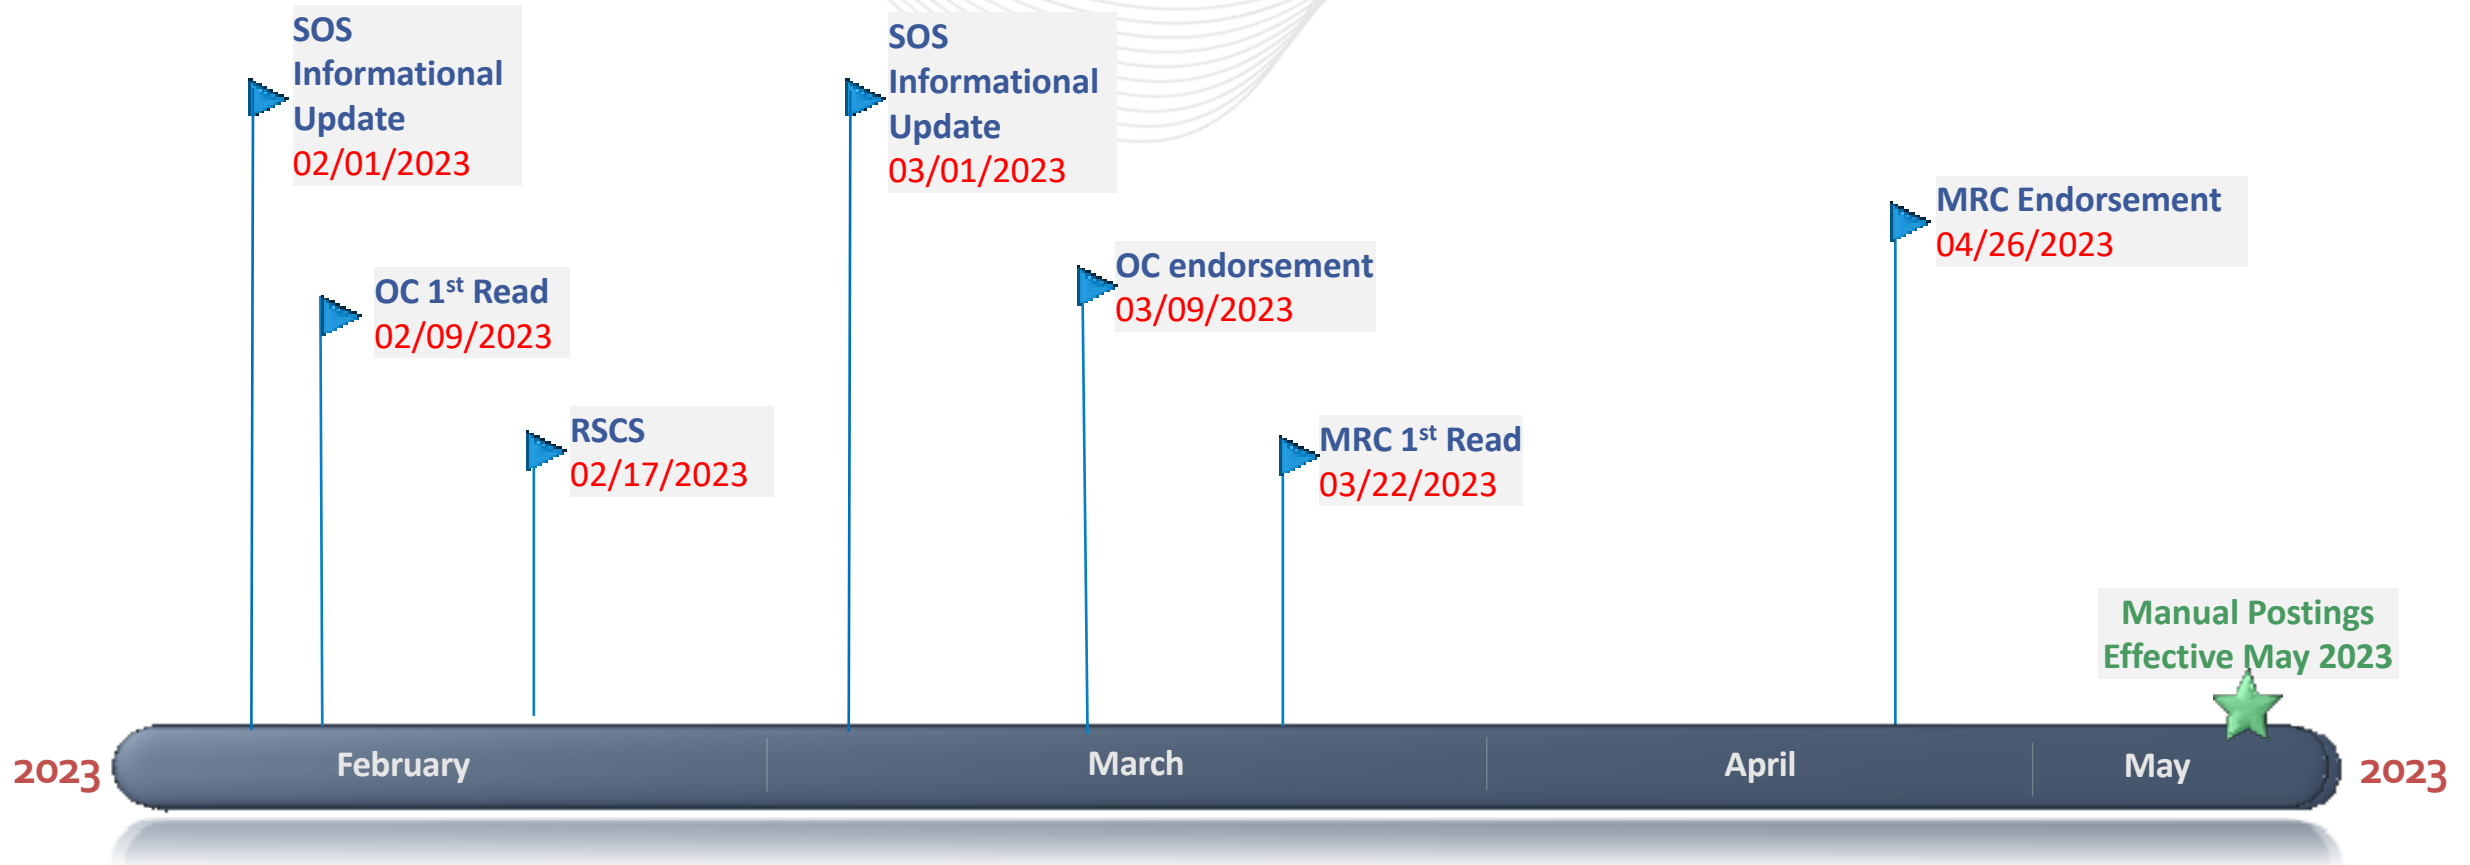 SOS
Informational
Update
02/01/2023
SOS
Informational
Update
03/01/2023
MRC Endorsement
04/26/2023
OC 1st Read
02/09/2023
OC endorsement
03/09/2023
RSCS
02/17/2023
MRC 1st Read
03/22/2023
Manual Postings
Effective May 2023
2023
February
March
April
May
2023